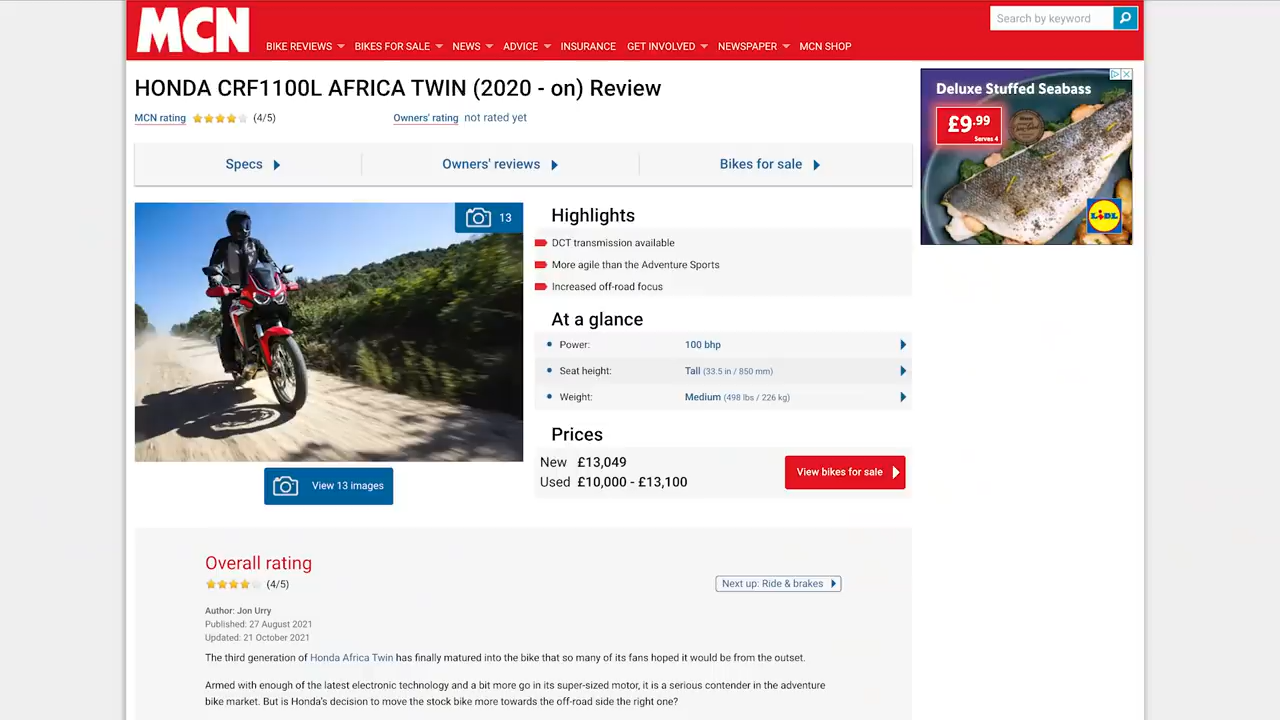 MCN
Search by keyword
BIKE REVIEWS BIKES FOR SALE NEWS ADVICE INSURANCE GET INVOLVED NEWSPAPER MCN SHOP
HONDA CRF1100L AFRICA TWIN (2020 - on) Review
MCN rating (4/5) Owners' rating not rated yet
Specs Owners' reviews Bikes for sale
Deluxe Stuffed Seabass
£9.99
Serves 4
LIDL
13
Highlights
DCT transmission available
More agile than the Adventure Sports
Increased off-road focus
At a glance
Power: 100 bhp
Seat height: Tall (33.5 in / 850 mm)
Weight: Medium (498 lbs / 226 kg)
Prices
New £13,049
Used £10,000 - £13,100
View bikes for sale
View 13 images
Overall rating
(4/5)
Next up: Ride & brakes
Author: Jon Urry
Published: 27 August 2021
Updated: 21 October 2021
The third generation of Honda Africa Twin has finally matured into the bike that so many of its fans hoped it would be from the outset.
Armed with enough of the latest electronic technology and a bit more go in its super-sized motor, it is a serious contender in the adventure
bike market. But is Honda's decision to move the stock bike more towards the off-road side the right one?